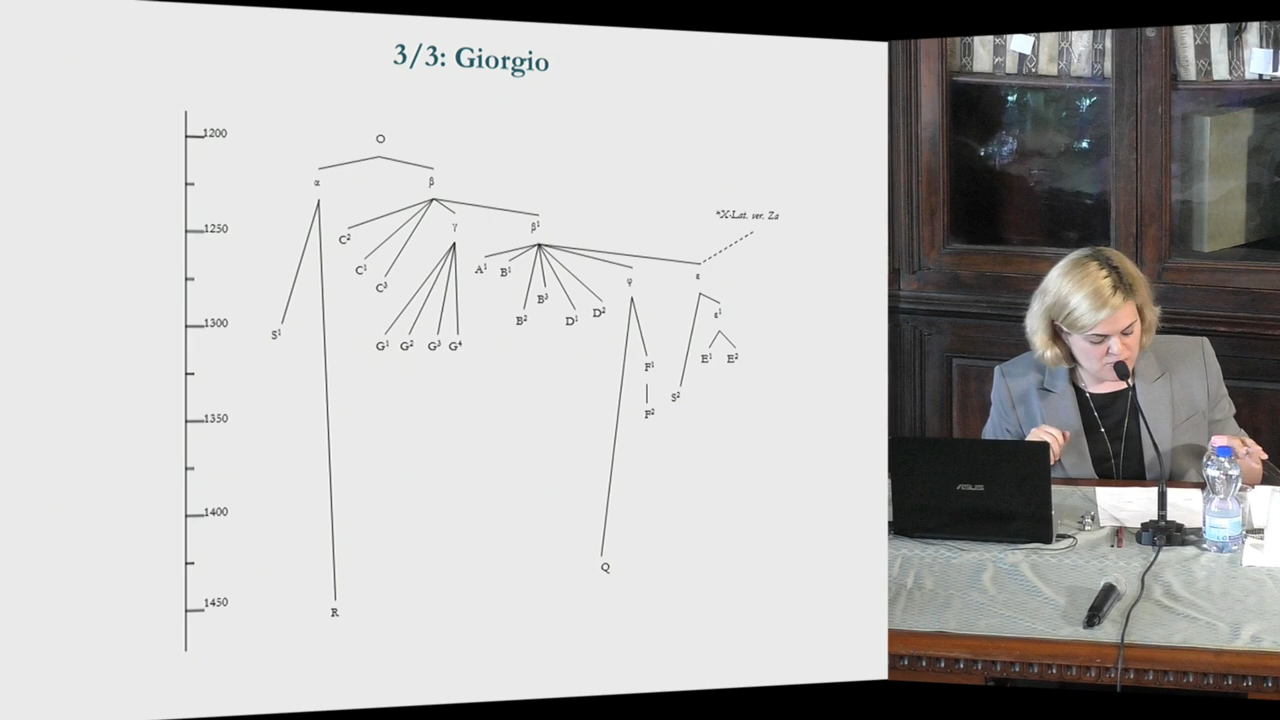 3/3: Giorgio
1200
O
α
β
*X-Lat. ver. Za
γ
β¹
1250
C²
C¹
A¹
B¹
ε
C³
φ
B³
ε¹
D²
B²
D¹
1300
S¹
G¹
G²
G³
G⁴
E¹
E²
F¹
S²
F²
1350
1400
Q
1450
R
ASUS